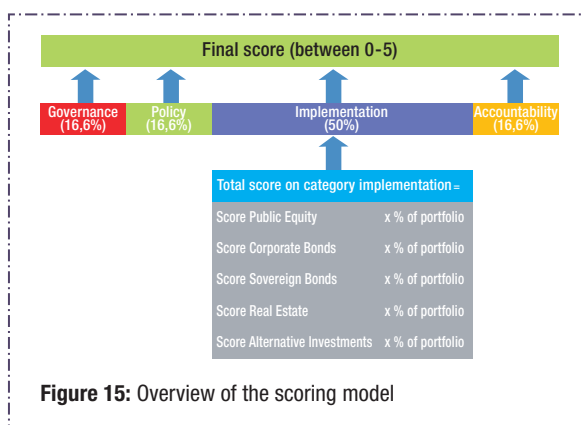 Final score (between 0-5)
Governance Policy Implementation Accountability
(16,6%) (16,6%) (50%) (16,6%)
Total score on category implementation=
Score Public Equity x % of portfolio
Score Corporate Bonds x % of portfolio
Score Sovereign Bonds x % of portfolio
Score Real Estate x % of portfolio
Score Alternative Investments x % of portfolio
Figure 15: Overview of the scoring model